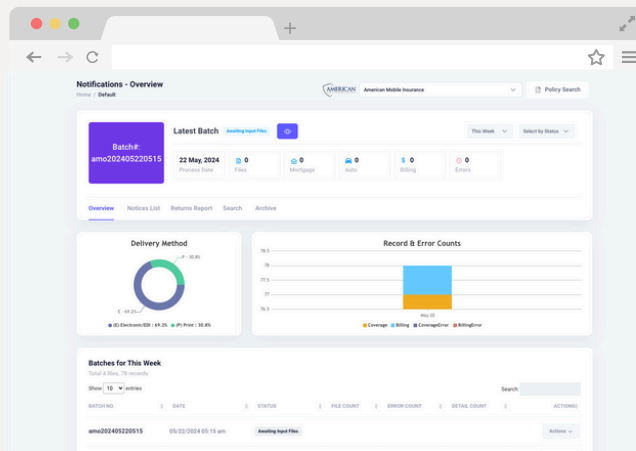 Notifications - Overview
Home / Default
AMERICAN
American Mobile Insurance
Policy Search
Batch#:
amo202405220515
Latest Batch
Awaiting Input Files
This Week
Select by Status
22 May, 2024
Process Date
0
Files
0
Mortgage
0
Auto
$ 0
Billing
0
Errors
Overview
Notices List
Returns Report
Search
Archive
Delivery Method
P - 30.8%
E - 69.2%
(E) Electronic/EDI : 69.2%
(P) Print : 30.8%
Record & Error Counts
78.5
78
77.5
77
76.5
May 20
Coverage
Billing
CoverageError
BillingError
Batches for This Week
Total 4 files, 78 records
Show 10 entries
Search:
BATCH NO
DATE
STATUS
FILE COUNT
ERROR COUNT
DETAIL COUNT
ACTION(S)
amo202405220515
05/22/2024 05:15 am
Awaiting Input Files
Actions